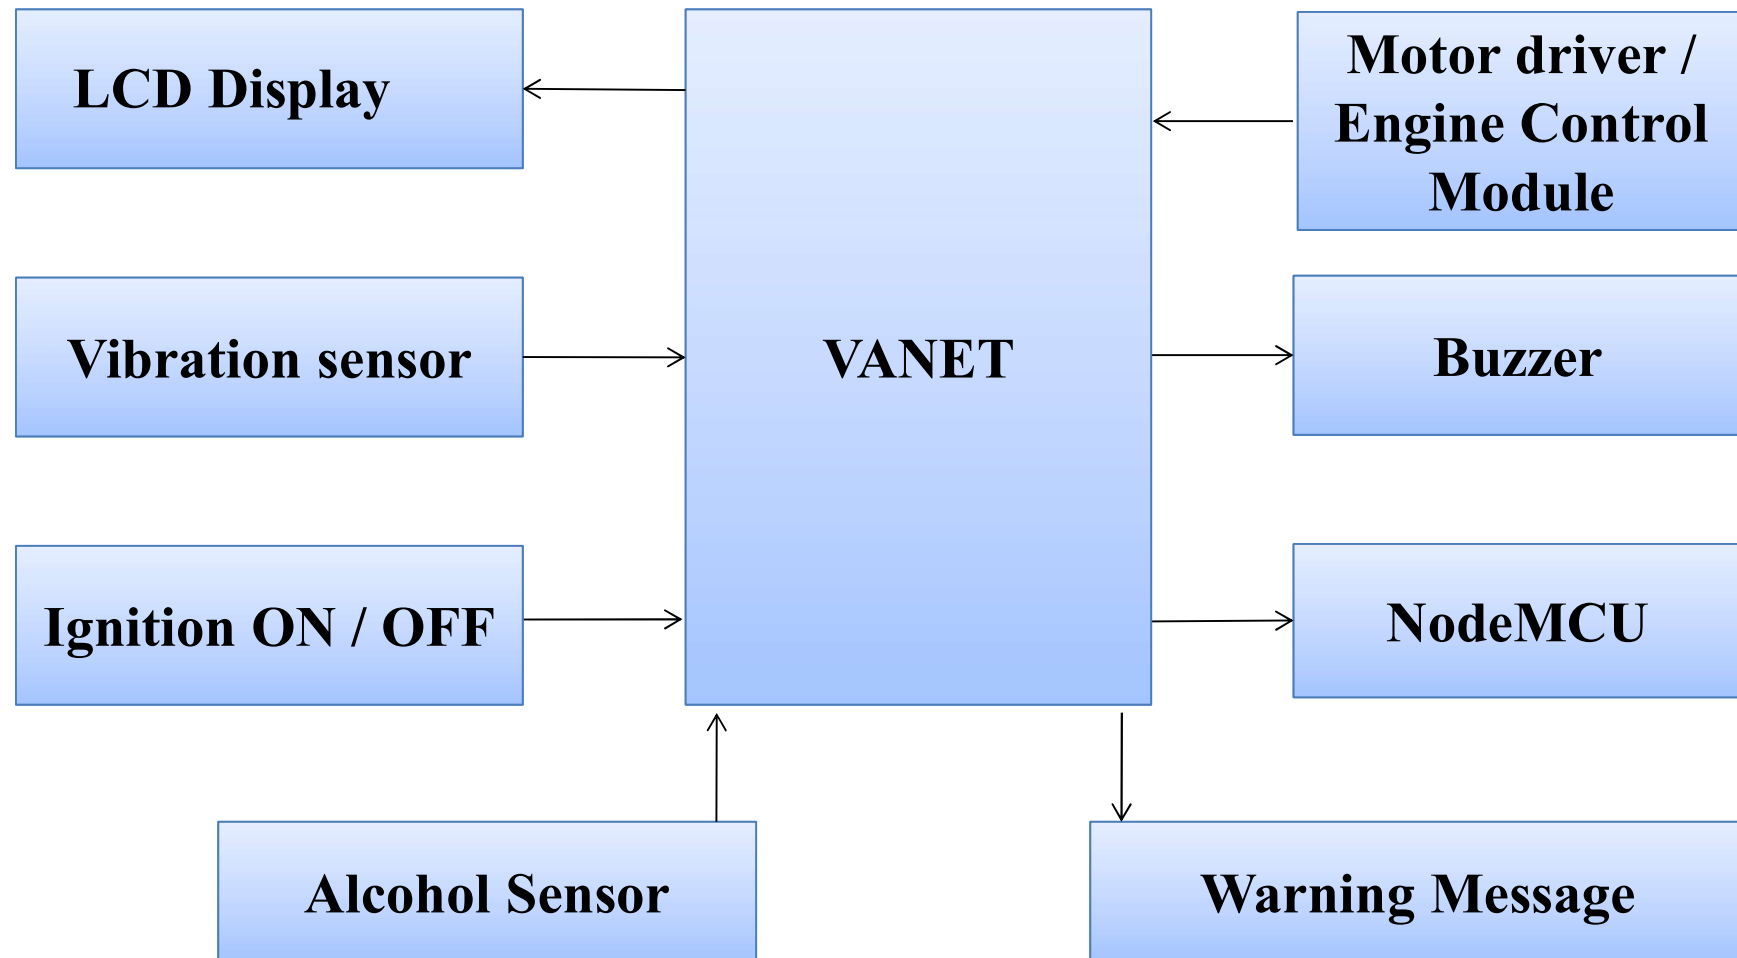 LCD Display
Motor driver /
Engine Control
Module
Vibration sensor
VANET
Buzzer
Ignition ON / OFF
NodeMCU
Alcohol Sensor
Warning Message